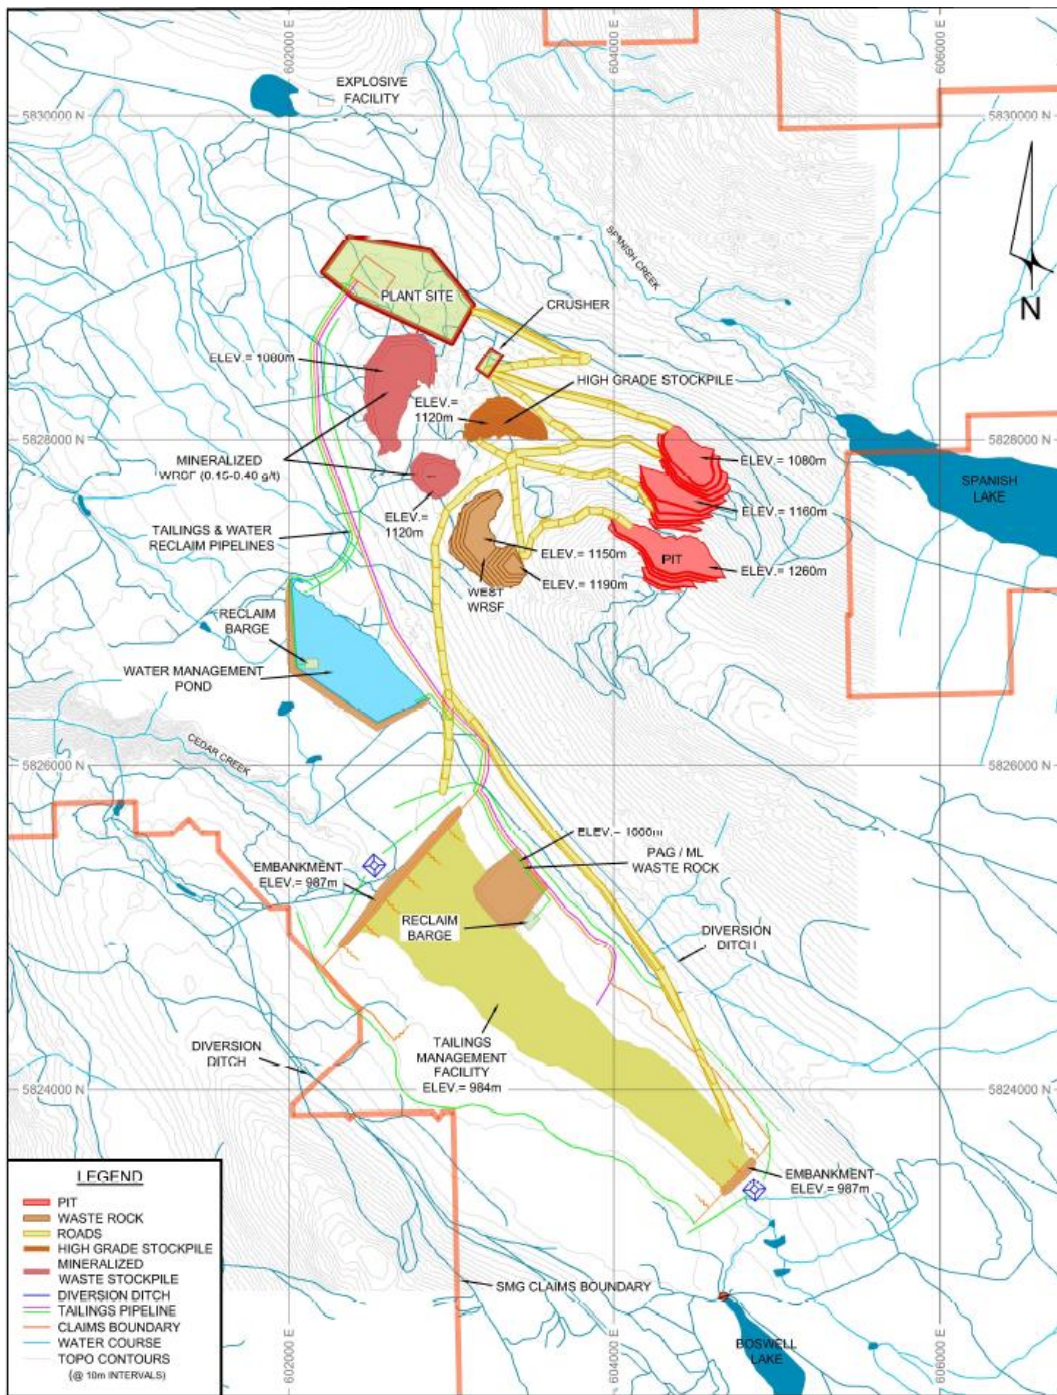 602000 E
604000 E
606000 E
EXPLOSIVE
FACILITY
5830000 N
5830000 N
SPANISH CREEK
N
PLANT SITE
CRUSHER
ELEV.= 1080m
HIGH GRADE STOCKPILE
ELEV.=
1120m
5828000 N
5828000 N
ELEV.= 1080m
MINERALIZED
WRSF (0.15-0.40 g/t)
SPANISH
LAKE
ELEV.=
1120m
ELEV.= 1160m
TAILINGS & WATER
RECLAIM PIPELINES
ELEV.= 1150m
PIT
ELEV.= 1260m
ELEV.= 1190m
WEST
WRSF
RECLAIM
BARGE
WATER MANAGEMENT
POND
CEDAR CREEK
5826000 N
5826000 N
PAG / ML
WASTE ROCK
EMBANKMENT
ELEV.= 987m
RECLAIM
BARGE
DIVERSION
DITCH
DIVERSION
DITCH
TAILINGS
MANAGEMENT
FACILITY
ELEV.= 984m
5824000 N
5824000 N
EMBANKMENT
ELEV.= 987m
SMG CLAIMS BOUNDARY
BOSWELL
LAKE
LEGEND
PIT
WASTE ROCK
ROADS
HIGH GRADE STOCKPILE
MINERALIZED
WASTE STOCKPILE
DIVERSION DITCH
TAILINGS PIPELINE
CLAIMS BOUNDARY
WATER COURSE
TOPO CONTOURS
(@ 10m INTERVALS)
602000 E
604000 E
606000 E